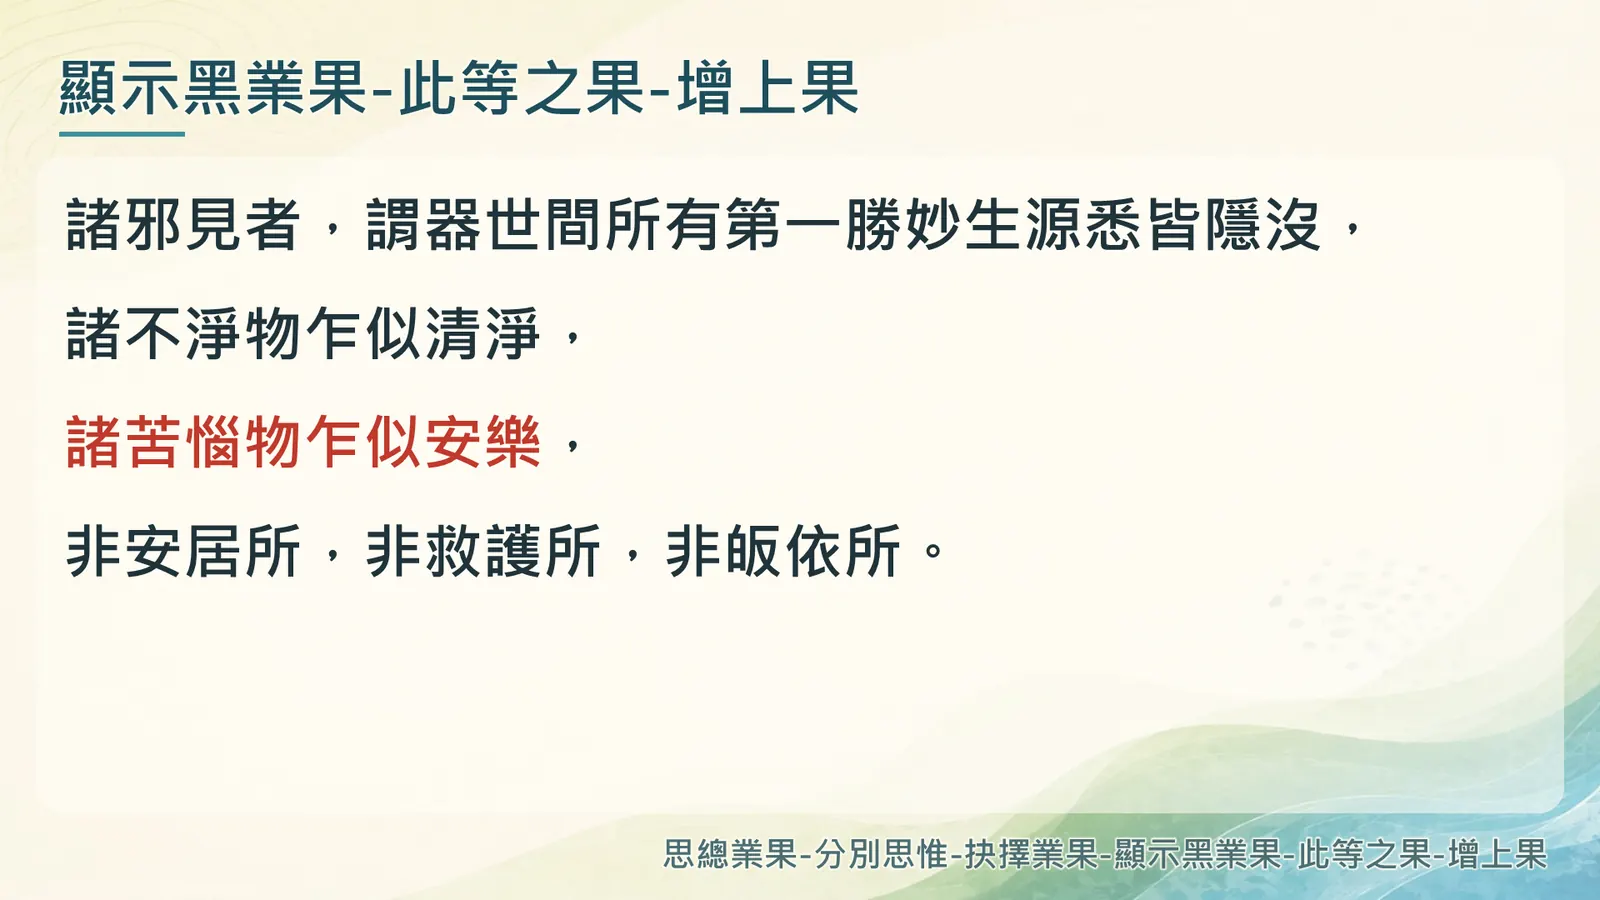 顯示黑業果-此等之果-增上果
諸邪見者，謂器世間所有第一勝妙生源悉皆隱沒，
諸不淨物乍似清淨，
諸苦惱物乍似安樂，
非安居所，非救護所，非皈依所。
思總業果-分別思惟-抉擇業果-顯示黑業果-此等之果-增上果